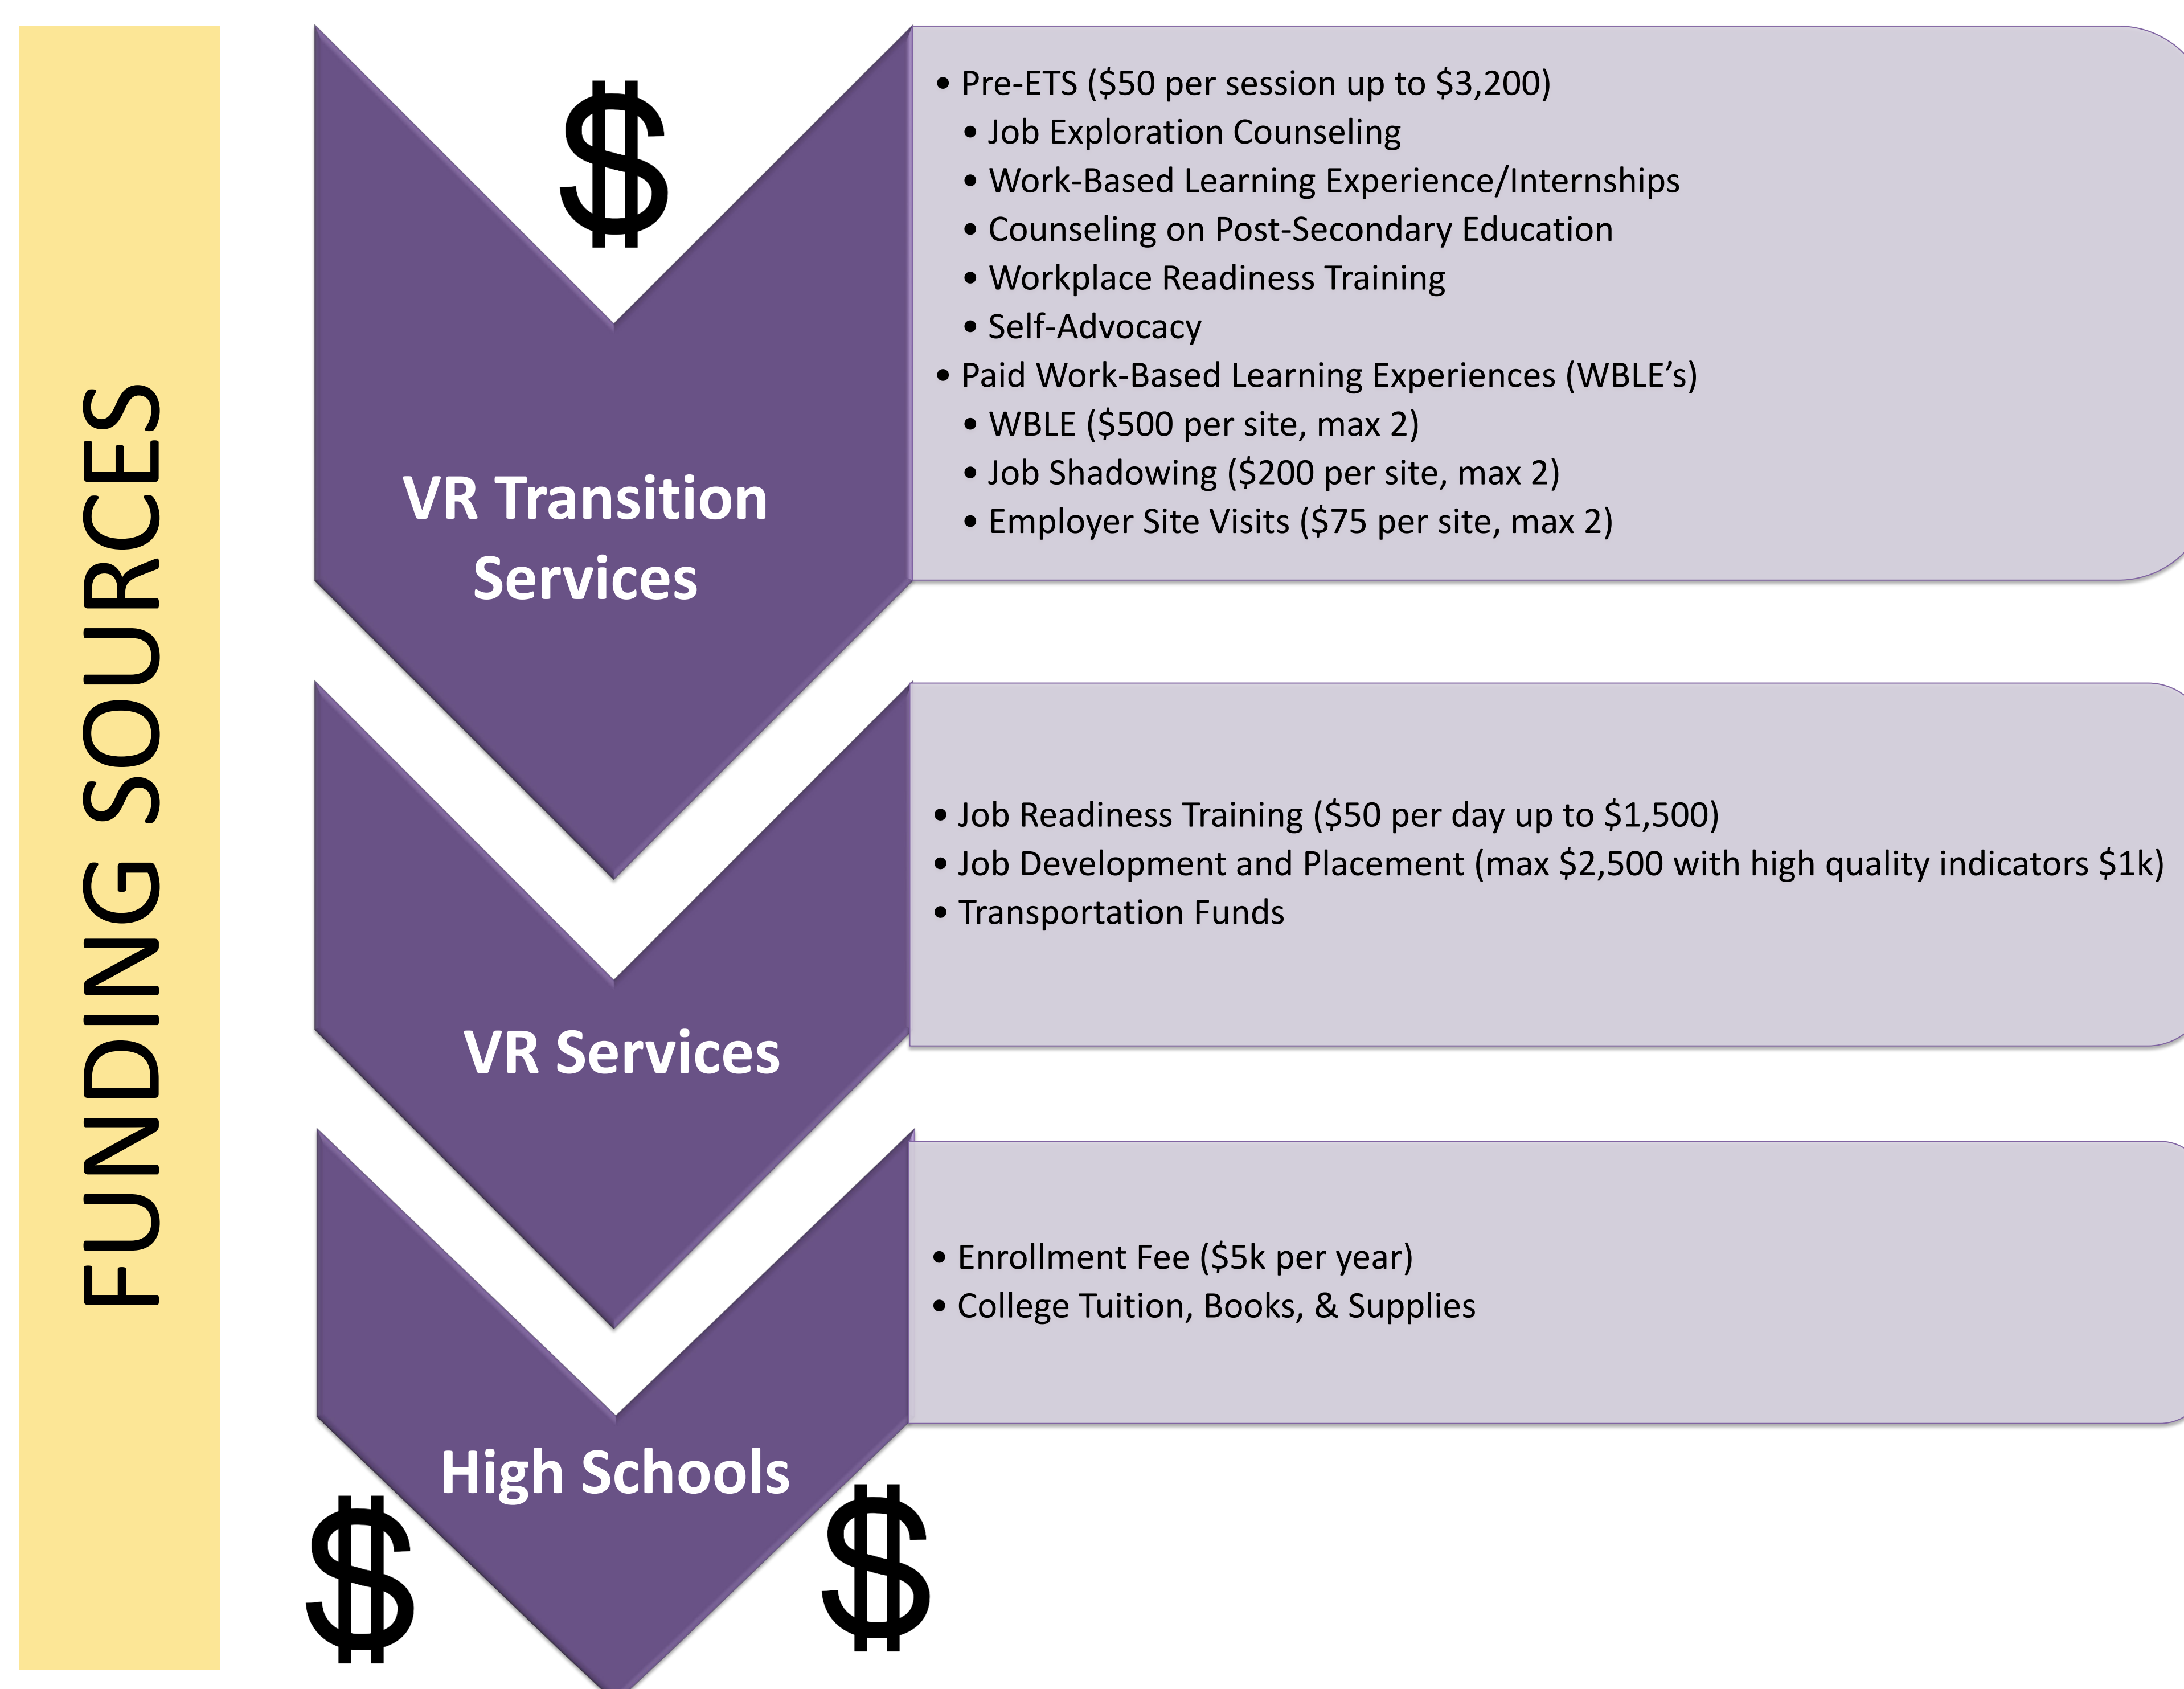 FUNDING SOURCES
$
VR Transition
Services
• Pre-ETS ($50 per session up to $3,200)
• Job Exploration Counseling
• Work-Based Learning Experience/Internships
• Counseling on Post-Secondary Education
• Workplace Readiness Training
• Self-Advocacy
• Paid Work-Based Learning Experiences (WBLE’s)
• WBLE ($500 per site, max 2)
• Job Shadowing ($200 per site, max 2)
• Employer Site Visits ($75 per site, max 2)
VR Services
• Job Readiness Training ($50 per day up to $1,500)
• Job Development and Placement (max $2,500 with high quality indicators $1k)
• Transportation Funds
High Schools
• Enrollment Fee ($5k per year)
• College Tuition, Books, & Supplies
$
$